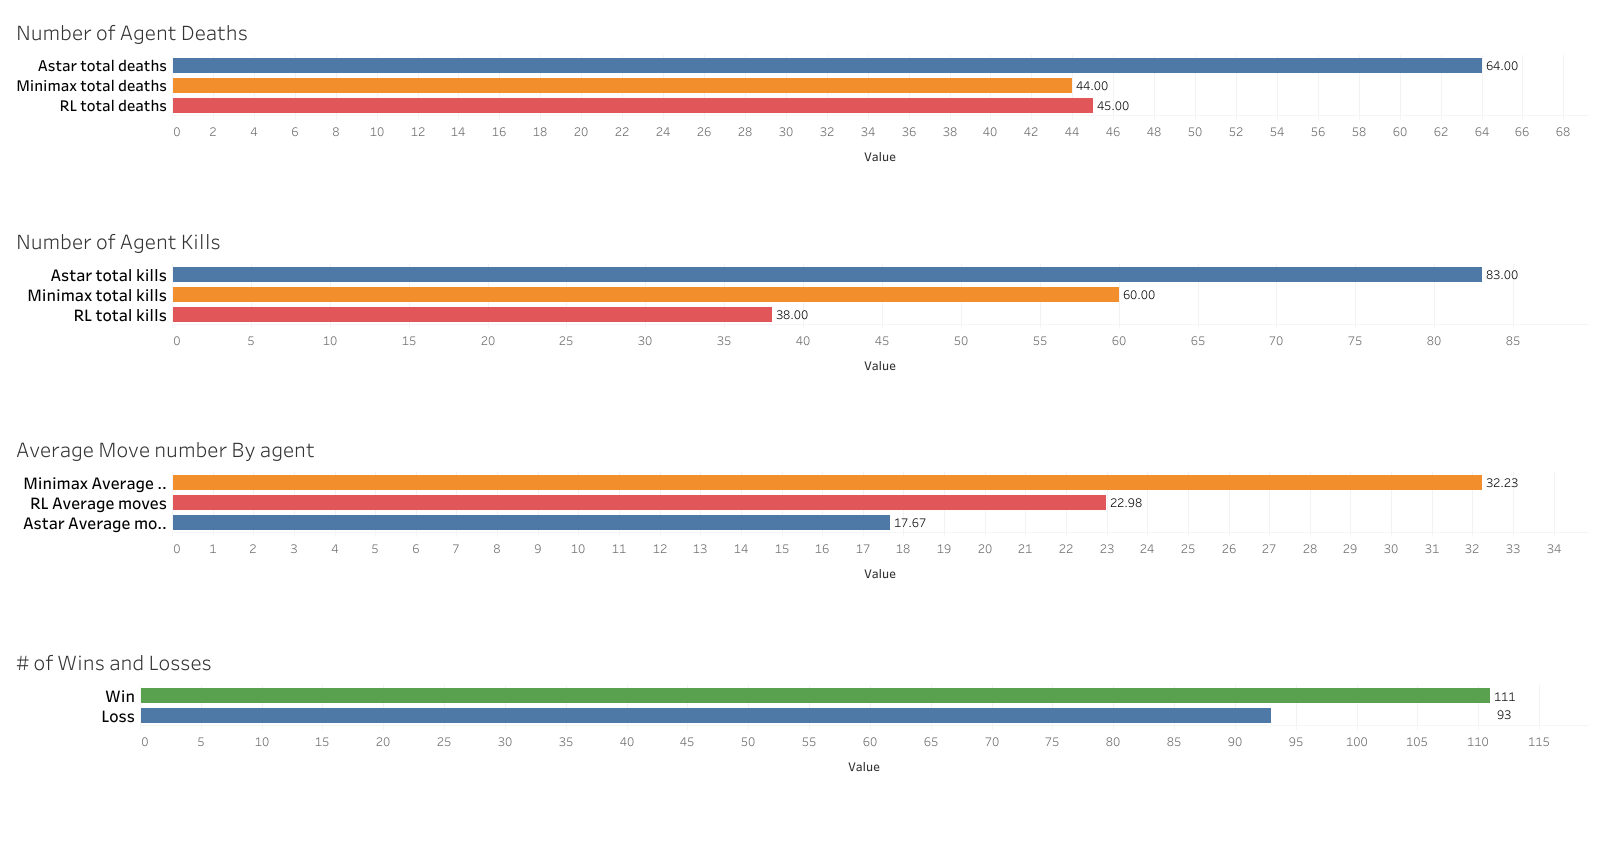 Number of Agent Deaths
Astar total deaths 64.00
Minimax total deaths 44.00
RL total deaths 45.00
0 2 4 6 8 10 12 14 16 18 20 22 24 26 28 30 32 34 36 38 40 42 44 46 48 50 52 54 56 58 60 62 64 66 68
Value
Number of Agent Kills
Astar total kills 83.00
Minimax total kills 60.00
RL total kills 38.00
0 5 10 15 20 25 30 35 40 45 50 55 60 65 70 75 80 85
Value
Average Move number By agent
Minimax Average .. 32.23
RL Average moves 22.98
Astar Average mo.. 17.67
0 1 2 3 4 5 6 7 8 9 10 11 12 13 14 15 16 17 18 19 20 21 22 23 24 25 26 27 28 29 30 31 32 33 34
Value
# of Wins and Losses
Win 111
Loss 93
0 5 10 15 20 25 30 35 40 45 50 55 60 65 70 75 80 85 90 95 100 105 110 115
Value